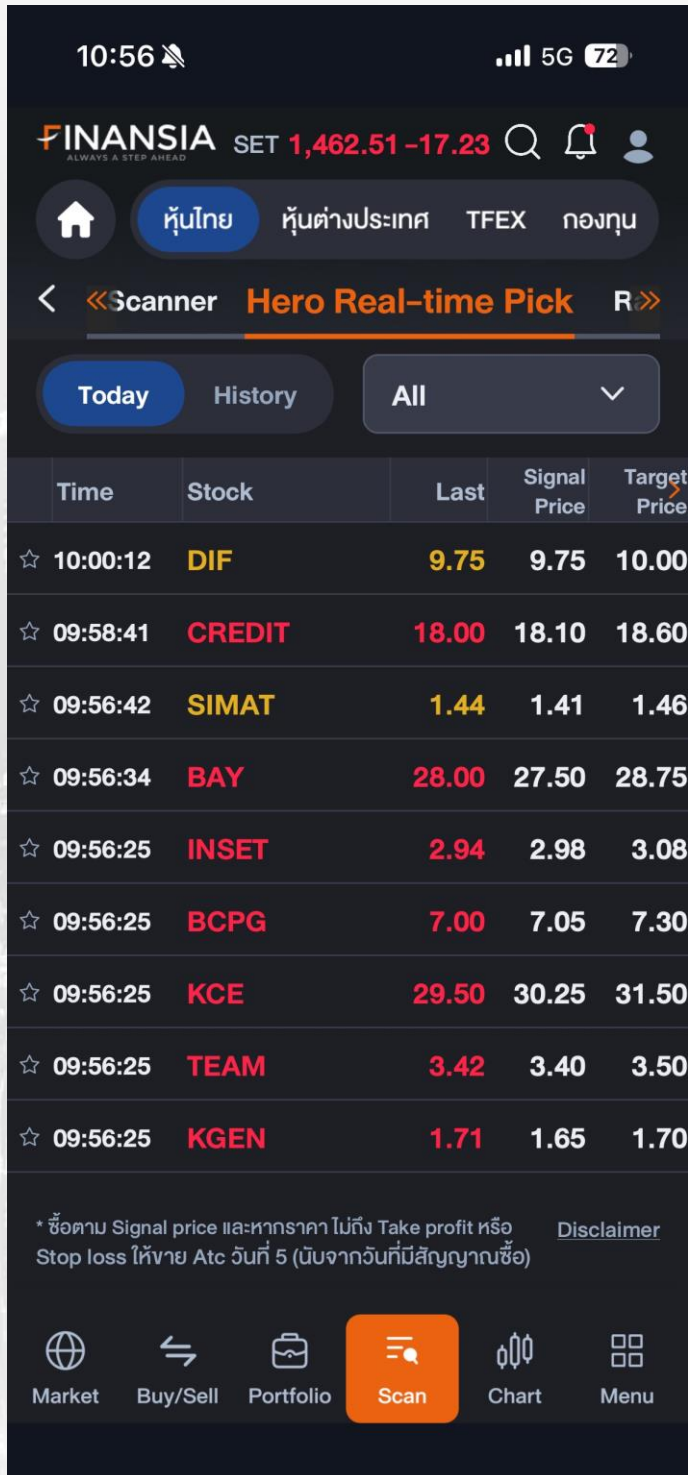 10:56 5G 72
FINANSIA SET 1,462.51 -17.23
ALWAYS A STEP AHEAD
หุ้นไทย หุ้นต่างประเทศ TFEX กองทุน
Scanner Hero Real-time Pick
Today History All
Time Stock Last Signal Price Target Price
10:00:12 DIF 9.75 9.75 10.00
09:58:41 CREDIT 18.00 18.10 18.60
09:56:42 SIMAT 1.44 1.41 1.46
09:56:34 BAY 28.00 27.50 28.75
09:56:25 INSET 2.94 2.98 3.08
09:56:25 BCPG 7.00 7.05 7.30
09:56:25 KCE 29.50 30.25 31.50
09:56:25 TEAM 3.42 3.40 3.50
09:56:25 KGEN 1.71 1.65 1.70
* ซื้อตาม Signal price และหากราคา ไม่ถึง Take profit หรือ Disclaimer
Stop loss ให้ขาย Atc วันที่ 5 (นับจากวันที่มีสัญญาณซื้อ)
Market Buy/Sell Portfolio Scan Chart Menu